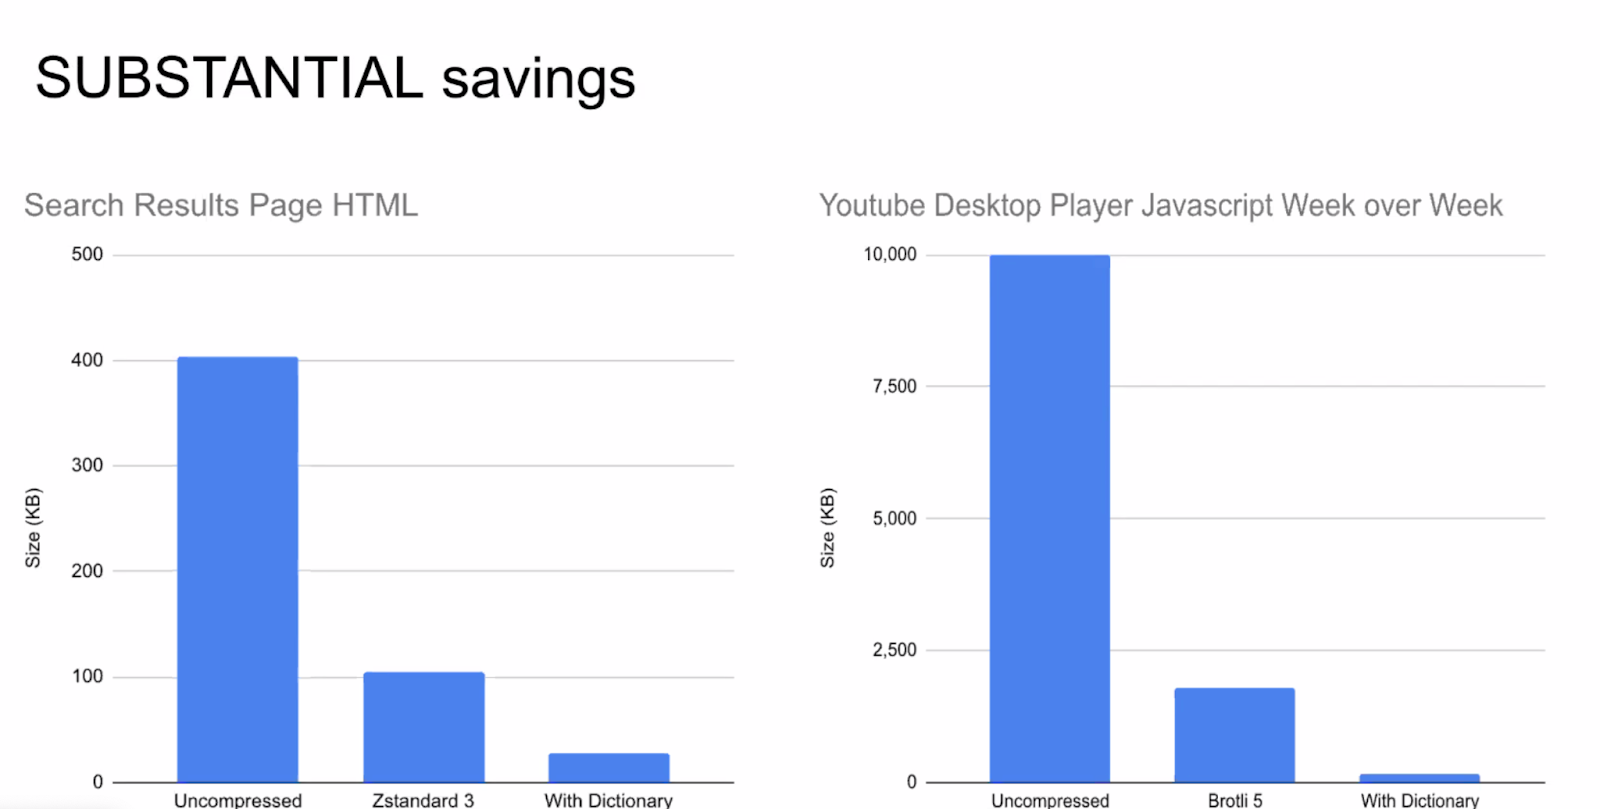 SUBSTANTIAL savings
Search Results Page HTML
500
400
300
200
100
0
Size (KB)
Uncompressed Zstandard 3 With Dictionary
Youtube Desktop Player Javascript Week over Week
10,000
7,500
5,000
2,500
0
Size (KB)
Uncompressed Brotli 5 With Dictionary